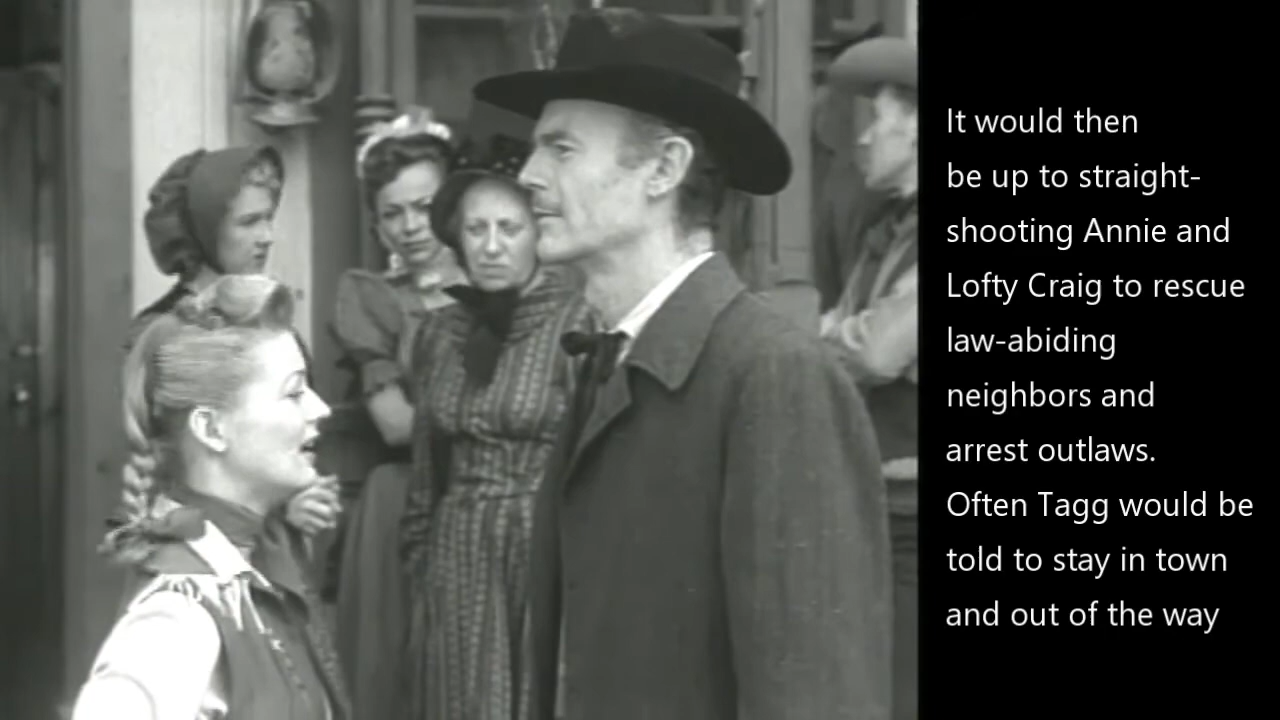 It would then
be up to straight-
shooting Annie and
Lofty Craig to rescue
law-abiding
neighbors and
arrest outlaws.
Often Tagg would be
told to stay in town
and out of the way